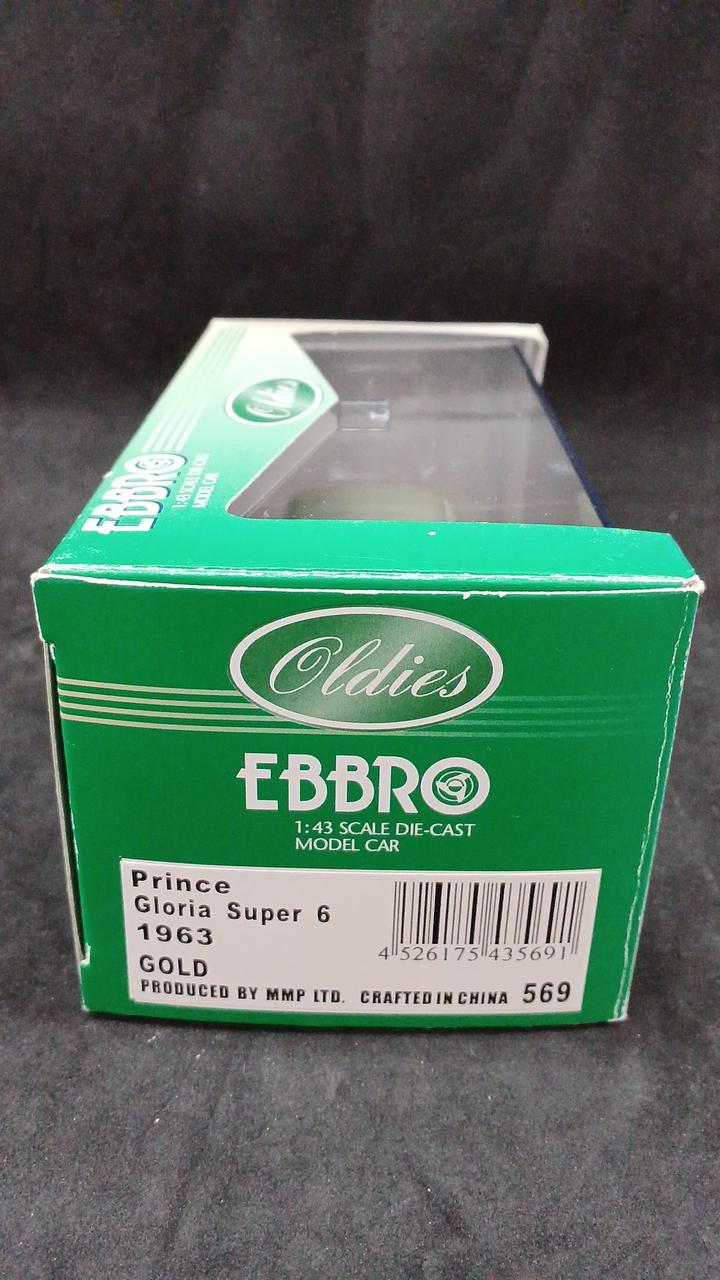 Oldies
EBBRO
1:43 SCALE DIE-CAST
MODEL CAR
Oldies
EBBRO
1:43 SCALE DIE-CAST
MODEL CAR
Prince
Gloria Super 6
1963
GOLD
4 526175 435691
PRODUCED BY MMP LTD. CRAFTED IN CHINA 569